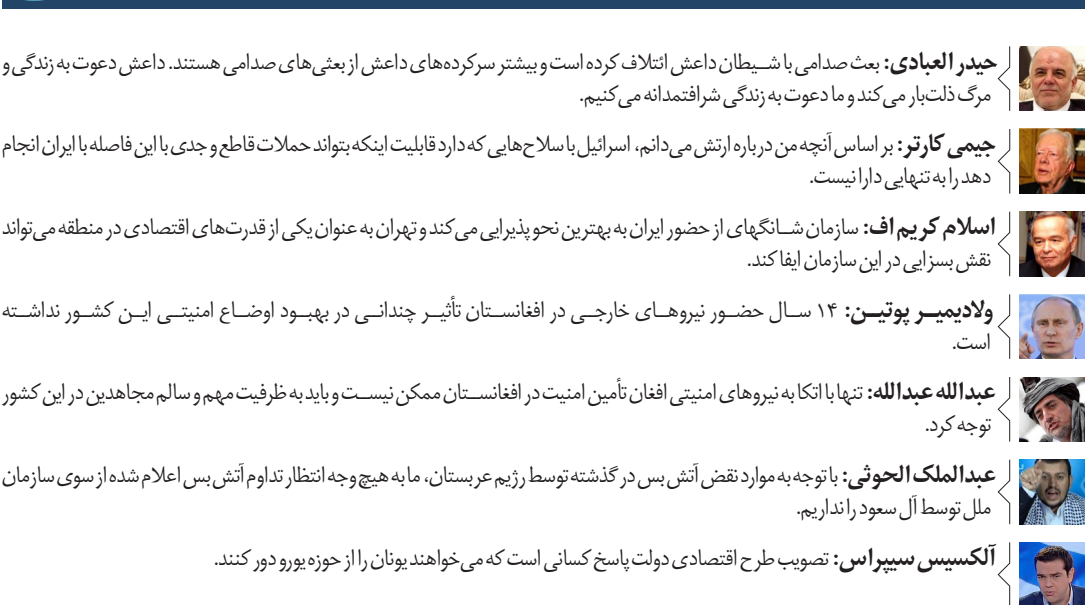 حیدر العبادی: بعث صدامی با شیطان داعش ائتلاف کرده است و بیشتر سرکرده‌های داعش از بعثی‌های صدامی هستند. داعش دعوت به زندگی و
مرگ ذلت‌بار می‌کند و ما دعوت به زندگی شرافتمدانه می‌کنیم.
جیمی کارتر: بر اساس آنچه من درباره ارتش می‌دانم، اسرائیل با سلاح‌هایی که دارد قابلیت اینکه بتواند حملات قاطع و جدی با این فاصله با ایران انجام
دهد را به تنهایی دارا نیست.
اسلام کریم‌اف: سازمان شانگهای از حضور ایران به بهترین نحو پذیرایی می‌کند و تهران به عنوان یکی از قدرت‌های اقتصادی در منطقه می‌تواند
نقش بسزایی در این سازمان ایفا کند.
ولادیمیر پوتین: ۱۴ سال حضور نیروهای خارجی در افغانستان تأثیر چندانی در بهبود اوضاع امنیتی این کشور نداشته
است.
عبدالله عبدالله: تنها با اتکا به نیروهای امنیتی افغان تأمین امنیت در افغانستان ممکن نیست و باید به ظرفیت مهم و سالم مجاهدین در این کشور
توجه کرد.
عبدالملک الحوثی: با توجه به موارد نقض آتش بس در گذشته توسط رژیم عربستان، ما به هیچ وجه انتظار تداوم آتش بس اعلام شده از سوی سازمان
ملل توسط آل سعود را نداریم.
آلکسیس سیپراس: تصویب طرح اقتصادی دولت پاسخ کسانی است که می‌خواهند یونان را از حوزه یورو دور کنند.